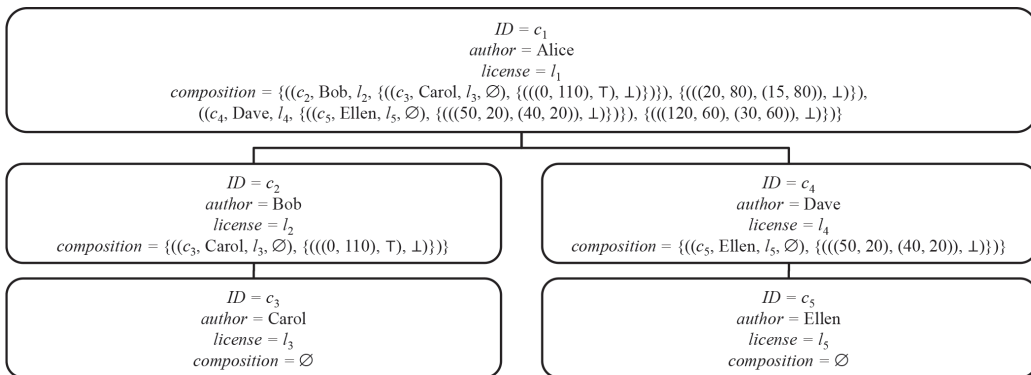 ID = c₁
author = Alice
license = l₁
composition = {((c₂, Bob, l₂, {((c₃, Carol, l₃, ∅), {(((0, 110), ⊤), ⊥)})}), {(((20, 80), (15, 80)), ⊥)}),
((c₄, Dave, l₄, {((c₅, Ellen, l₅, ∅), {(((50, 20), (40, 20)), ⊥)})}), {(((120, 60), (30, 60)), ⊥)})}
ID = c₂
author = Bob
license = l₂
composition = {((c₃, Carol, l₃, ∅), {(((0, 110), ⊤), ⊥)})}
ID = c₄
author = Dave
license = l₄
composition = {((c₅, Ellen, l₅, ∅), {(((50, 20), (40, 20)), ⊥)})}
ID = c₃
author = Carol
license = l₃
composition = ∅
ID = c₅
author = Ellen
license = l₅
composition = ∅